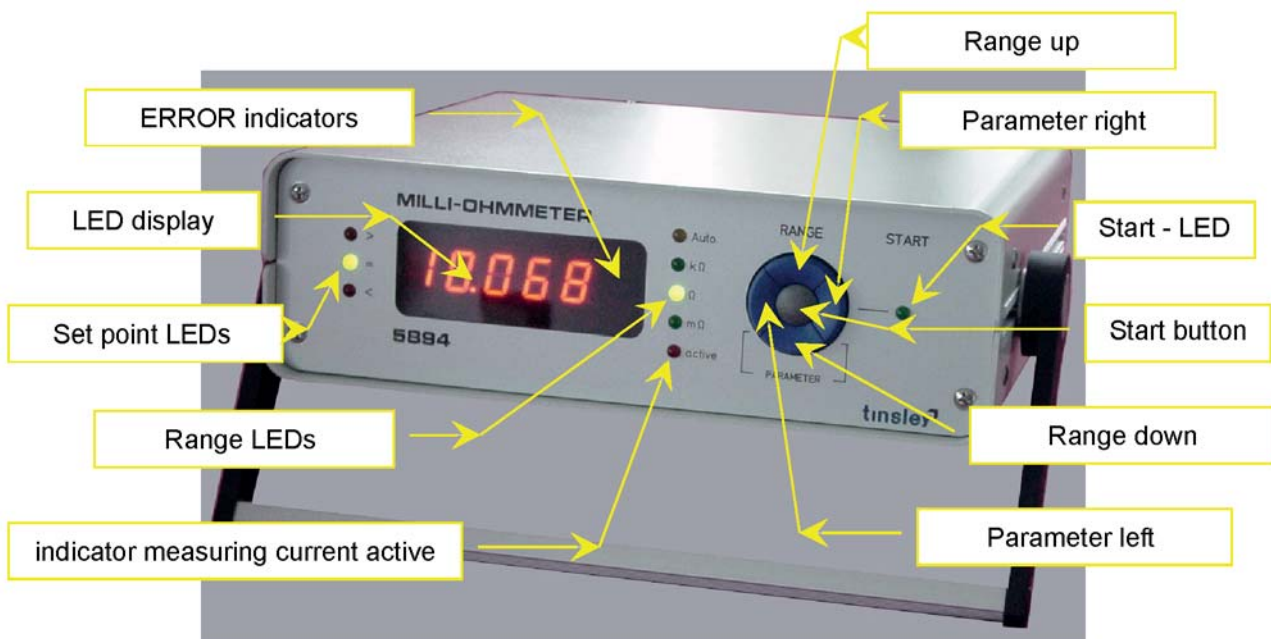 Range up
ERROR indicators
Parameter right
LED display
MILLI-OHMMETER
RANGE
START
Start - LED
>
Auto.
=
kΩ
<
18.068
Ω
mΩ
active
Set point LEDs
5894
PARAMETER
Start button
tinsley
Range LEDs
Range down
indicator measuring current active
Parameter left